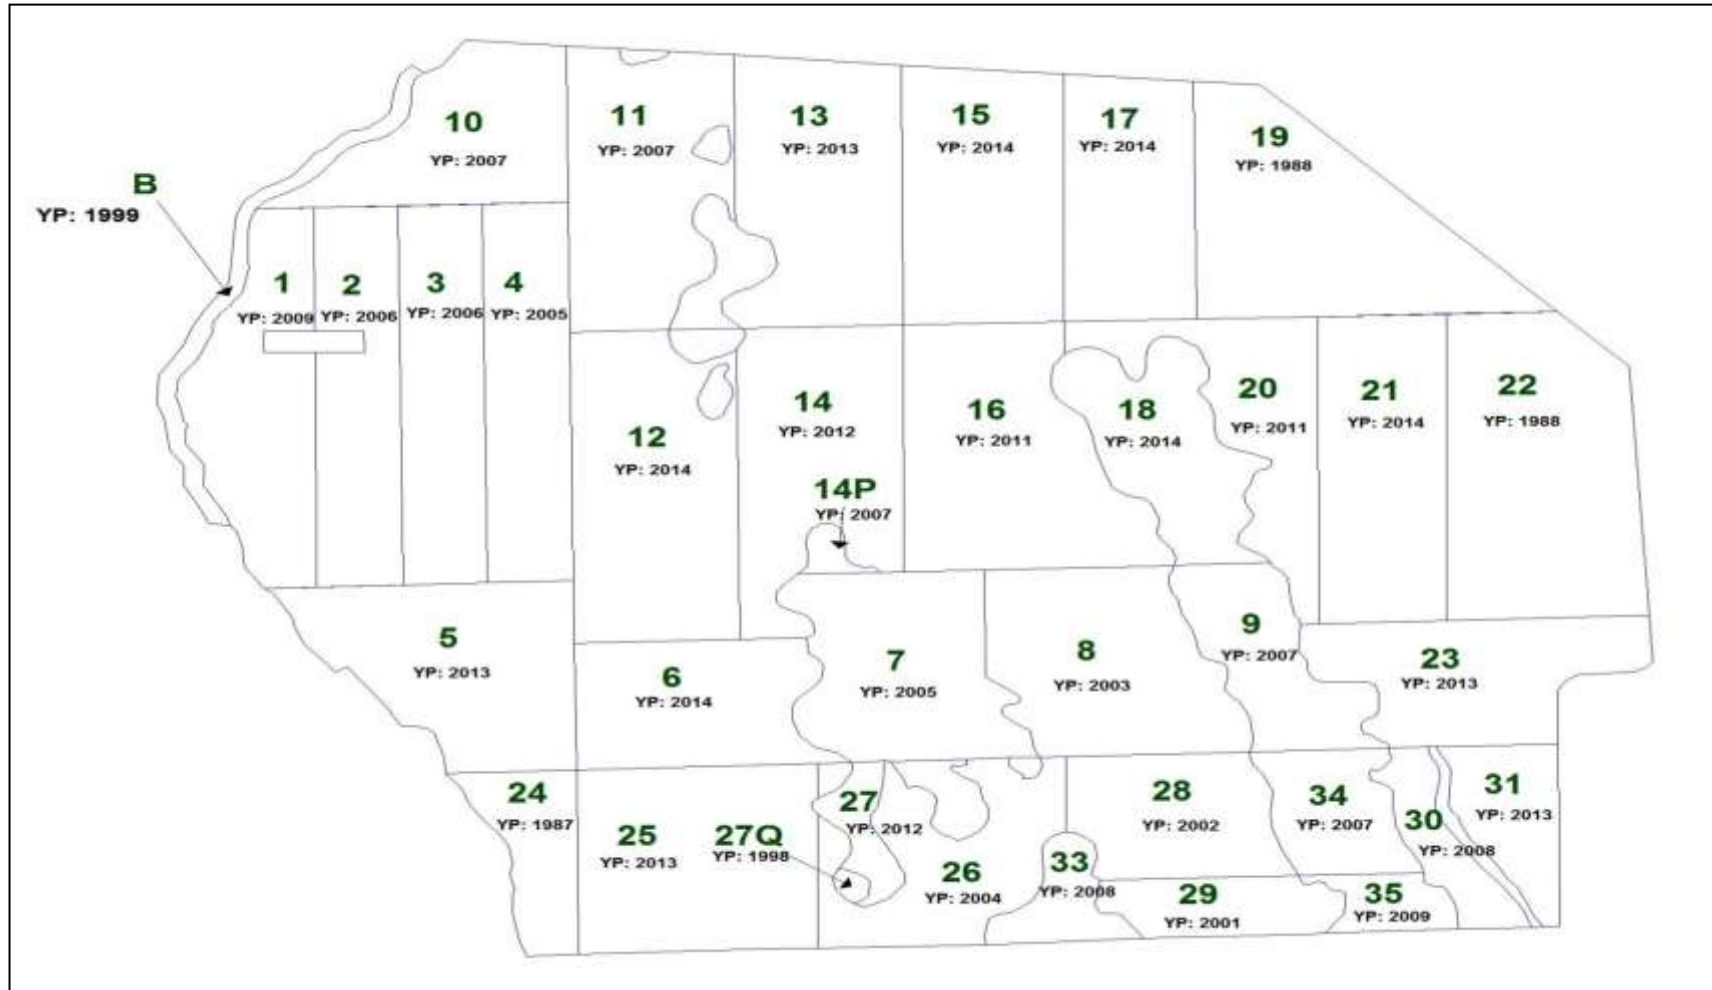 10
YP: 2007
11
YP: 2007
13
YP: 2013
15
YP: 2014
17
YP: 2014
19
YP: 1988
B
YP: 1999
1
YP: 2009
2
YP: 2006
3
YP: 2006
4
YP: 2005
12
YP: 2014
14
YP: 2012
14P
YP: 2007
16
YP: 2011
18
YP: 2014
20
YP: 2011
21
YP: 2014
22
YP: 1988
5
YP: 2013
6
YP: 2014
7
YP: 2005
8
YP: 2003
9
YP: 2007
23
YP: 2013
24
YP: 1987
25
YP: 2013
27Q
YP: 1998
27
YP: 2012
26
YP: 2004
33
YP: 2008
28
YP: 2002
29
YP: 2001
34
YP: 2007
35
YP: 2009
30
YP: 2008
31
YP: 2013